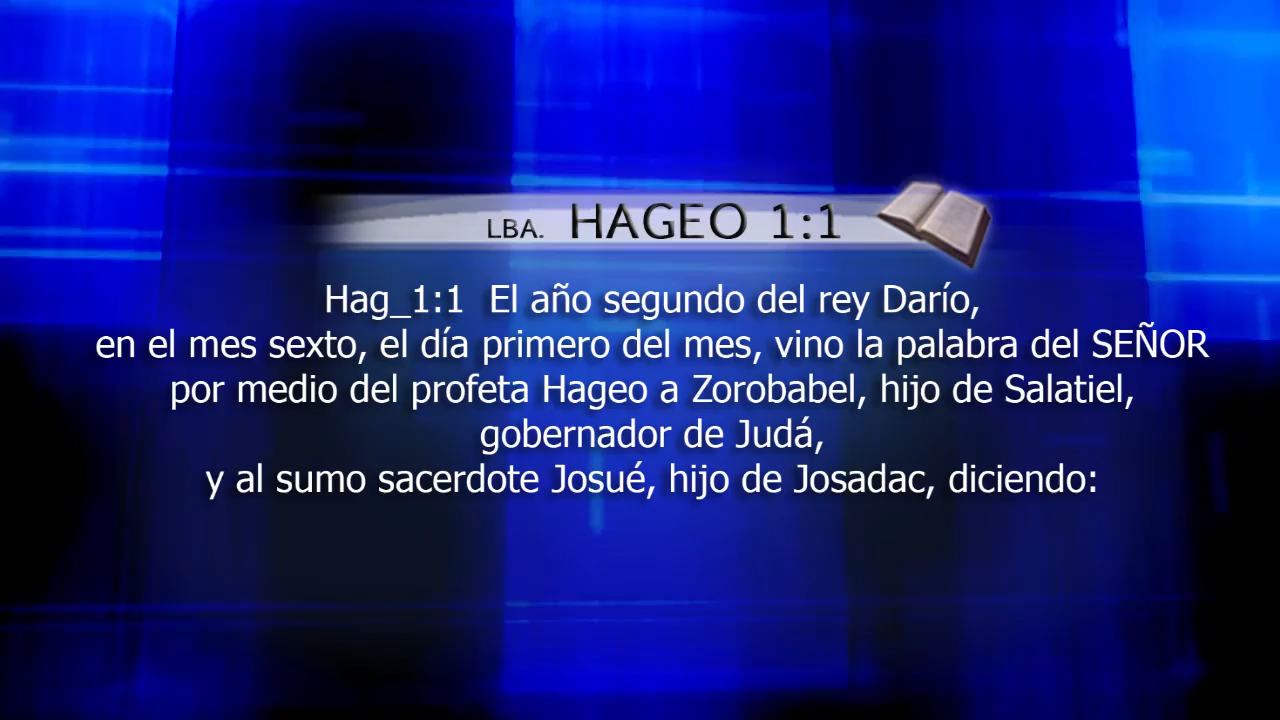 LBA. HAGEO 1:1
Hag_1:1 El año segundo del rey Darío,
en el mes sexto, el día primero del mes, vino la palabra del SEÑOR
por medio del profeta Hageo a Zorobabel, hijo de Salatiel,
gobernador de Judá,
y al sumo sacerdote Josué, hijo de Josadac, diciendo: